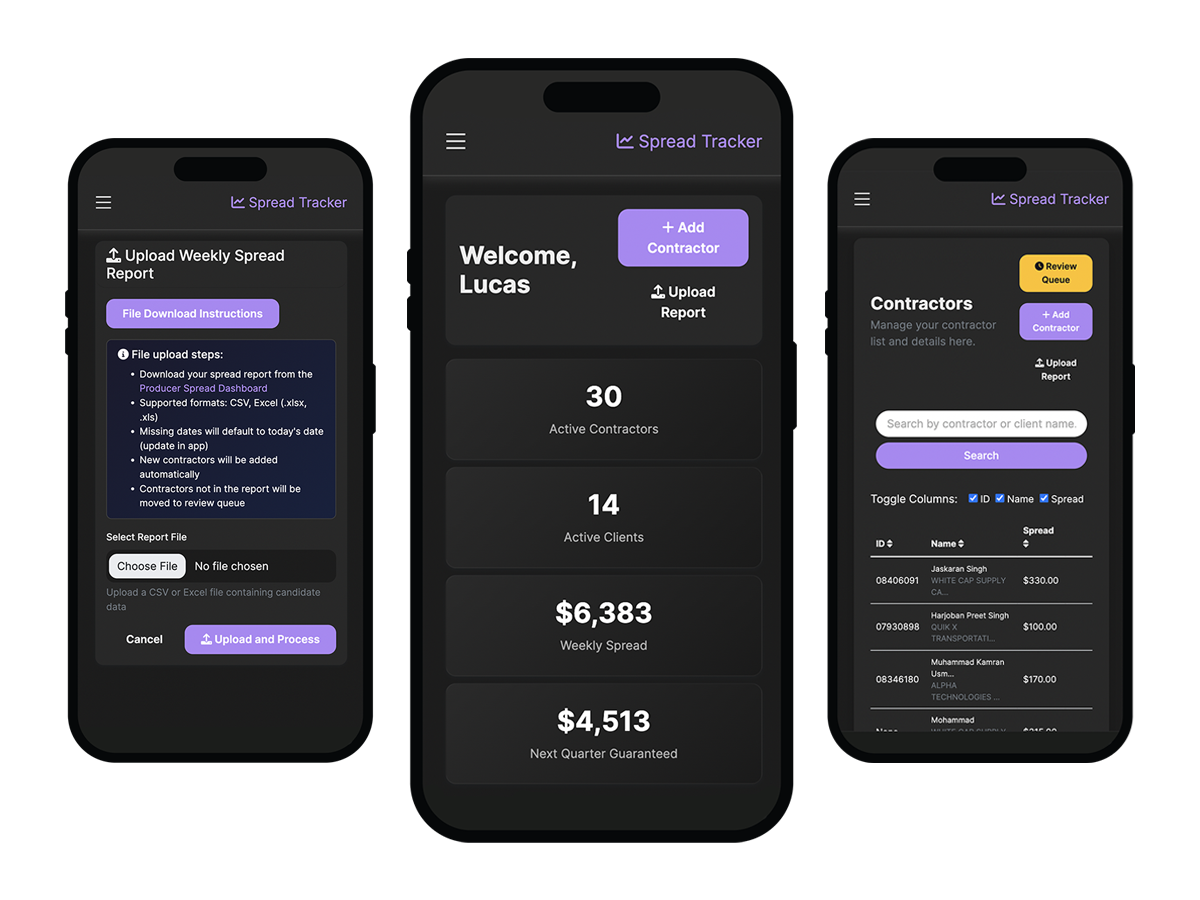 Spread Tracker
Upload Weekly Spread
Report
File Download Instructions
File upload steps:
• Download your spread report from the
Producer Spread Dashboard
• Supported formats: CSV, Excel (.xlsx,
.xls)
• Missing dates will default to today's date
(update in app)
• New contractors will be added
automatically
• Contractors not in the report will be
moved to review queue
Select Report File
Choose File No file chosen
Upload a CSV or Excel file containing candidate
data
Cancel Upload and Process
Spread Tracker
Welcome,
Lucas
+ Add
Contractor
Upload
Report
30
Active Contractors
14
Active Clients
$6,383
Weekly Spread
$4,513
Next Quarter Guaranteed
Spread Tracker
Review
Queue
Contractors
Manage your contractor
list and details here.
+ Add
Contractor
Upload
Report
Search by contractor or client name.
Search
Toggle Columns: ID Name Spread
ID Name Spread
08406091 Jaskaran Singh $330.00
WHITE CAP SUPPLY
CA...
07930898 Harjoban Preet Singh $100.00
QUIK X
TRANSPORTATI...
08346180 Muhammad Kamran
Usm... $170.00
ALPHA
TECHNOLOGIES ...
Mohammad